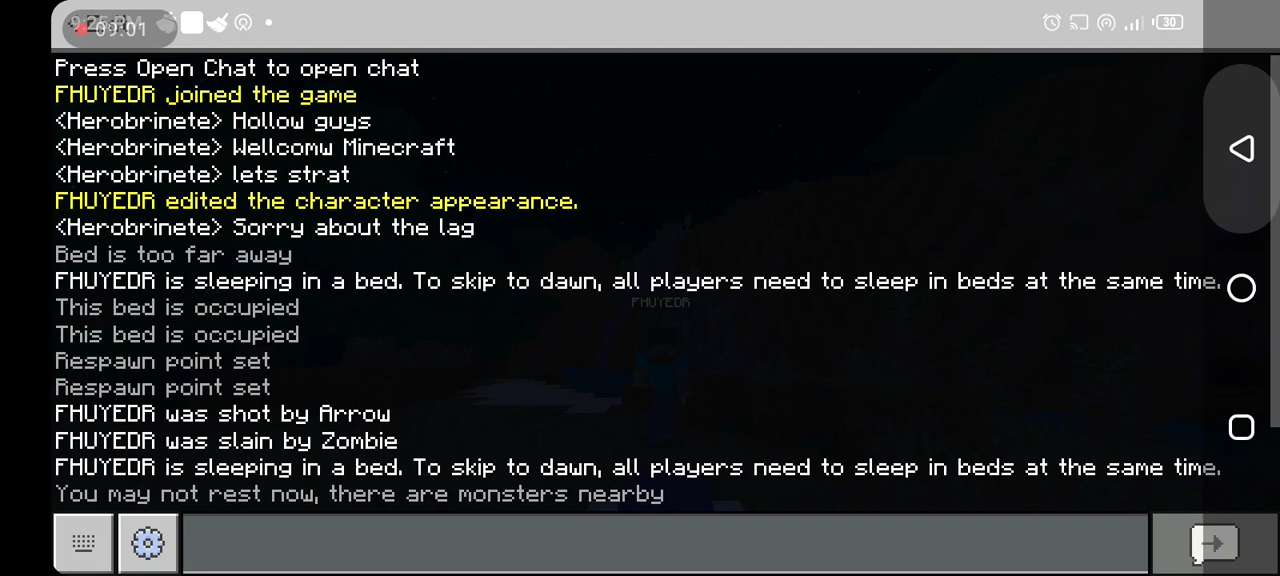 09:01
30
Press Open Chat to open chat
FHUYEDR joined the game
<Herobrinete> Hollow guys
<Herobrinete> Wellcomw Minecraft
<Herobrinete> lets strat
FHUYEDR edited the character appearance.
<Herobrinete> Sorry about the lag
Bed is too far away
FHUYEDR is sleeping in a bed. To skip to dawn, all players need to sleep in beds at the same time.
FHUYEDR
This bed is occupied
This bed is occupied
Respawn point set
Respawn point set
FHUYEDR was shot by Arrow
FHUYEDR was slain by Zombie
FHUYEDR is sleeping in a bed. To skip to dawn, all players need to sleep in beds at the same time.
You may not rest now, there are monsters nearby